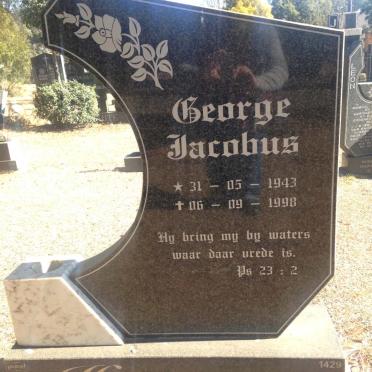 George
Jacobus
★ 31 - 05 - 1943
✝ 06 - 09 - 1998
Hy bring my by waters
waar daar vrede is.
Ps 23 : 2
1429